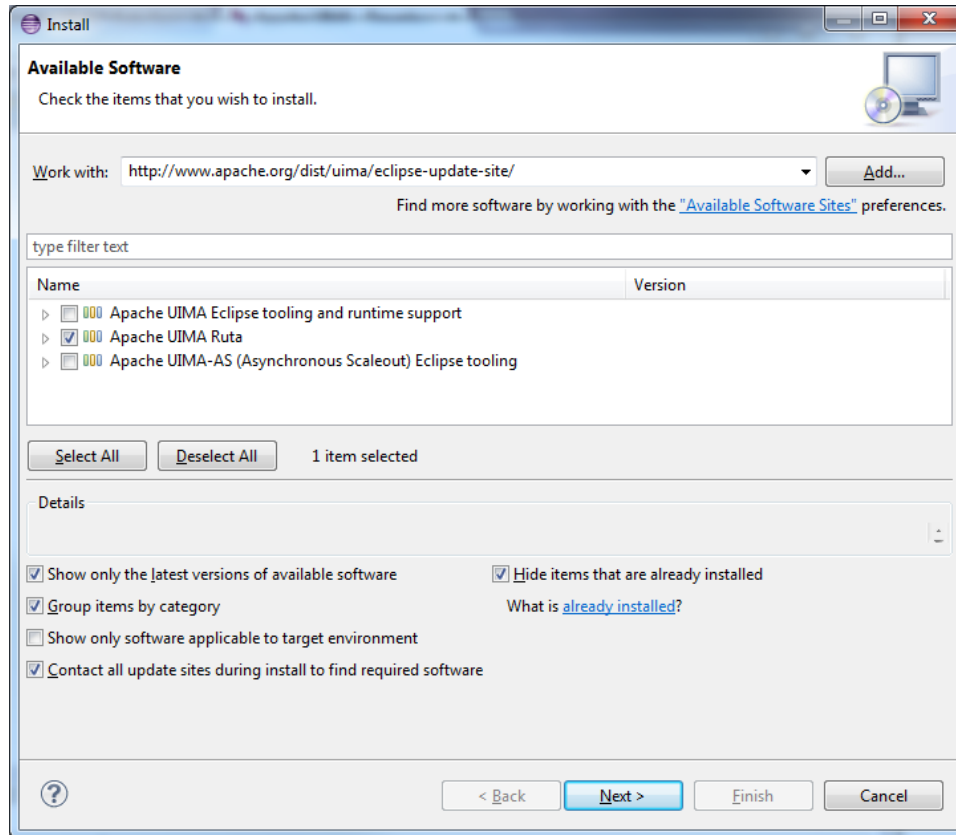 Install
Available Software
Check the items that you wish to install.
Work with: http://www.apache.org/dist/uima/eclipse-update-site/ Add...
Find more software by working with the "Available Software Sites" preferences.
type filter text
Name Version
Apache UIMA Eclipse tooling and runtime support
Apache UIMA Ruta
Apache UIMA-AS (Asynchronous Scaleout) Eclipse tooling
Select All Deselect All 1 item selected
Details
Show only the latest versions of available software Hide items that are already installed
Group items by category What is already installed?
Show only software applicable to target environment
Contact all update sites during install to find required software
? < Back Next > Finish Cancel